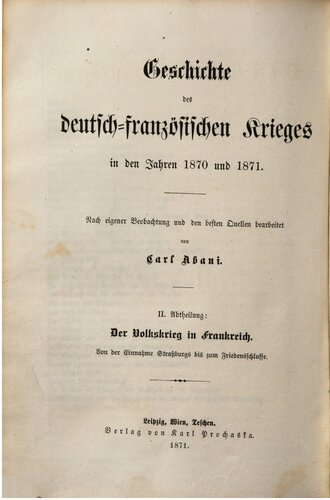 Geschichte
des
deutsch-französischen Krieges
in den Jahren 1870 und 1871.
Nach eigener Beobachtung und den besten Quellen bearbeitet
von
Carl Abani.
II. Abtheilung:
Der Volkskrieg in Frankreich.
Von der Einnahme Straßburgs bis zum Friedensschlusse.
Leipzig, Wien, Teschen.
Verlag von Karl Prochaska.
1871.